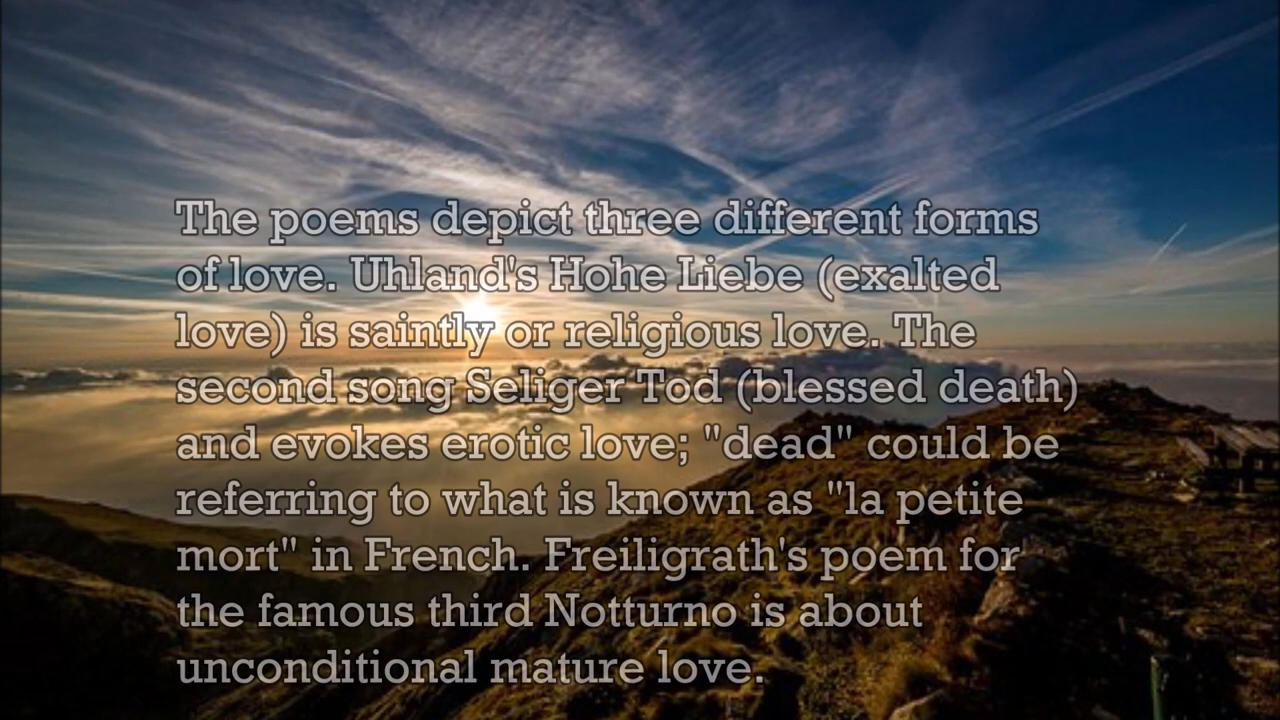 The poems depict three different forms
of love. Uhland's Hohe Liebe (exalted
love) is saintly or religious love. The
second song Seliger Tod (blessed death)
and evokes erotic love; "dead" could be
referring to what is known as "la petite
mort" in French. Freiligrath's poem for
the famous third Notturno is about
unconditional mature love.